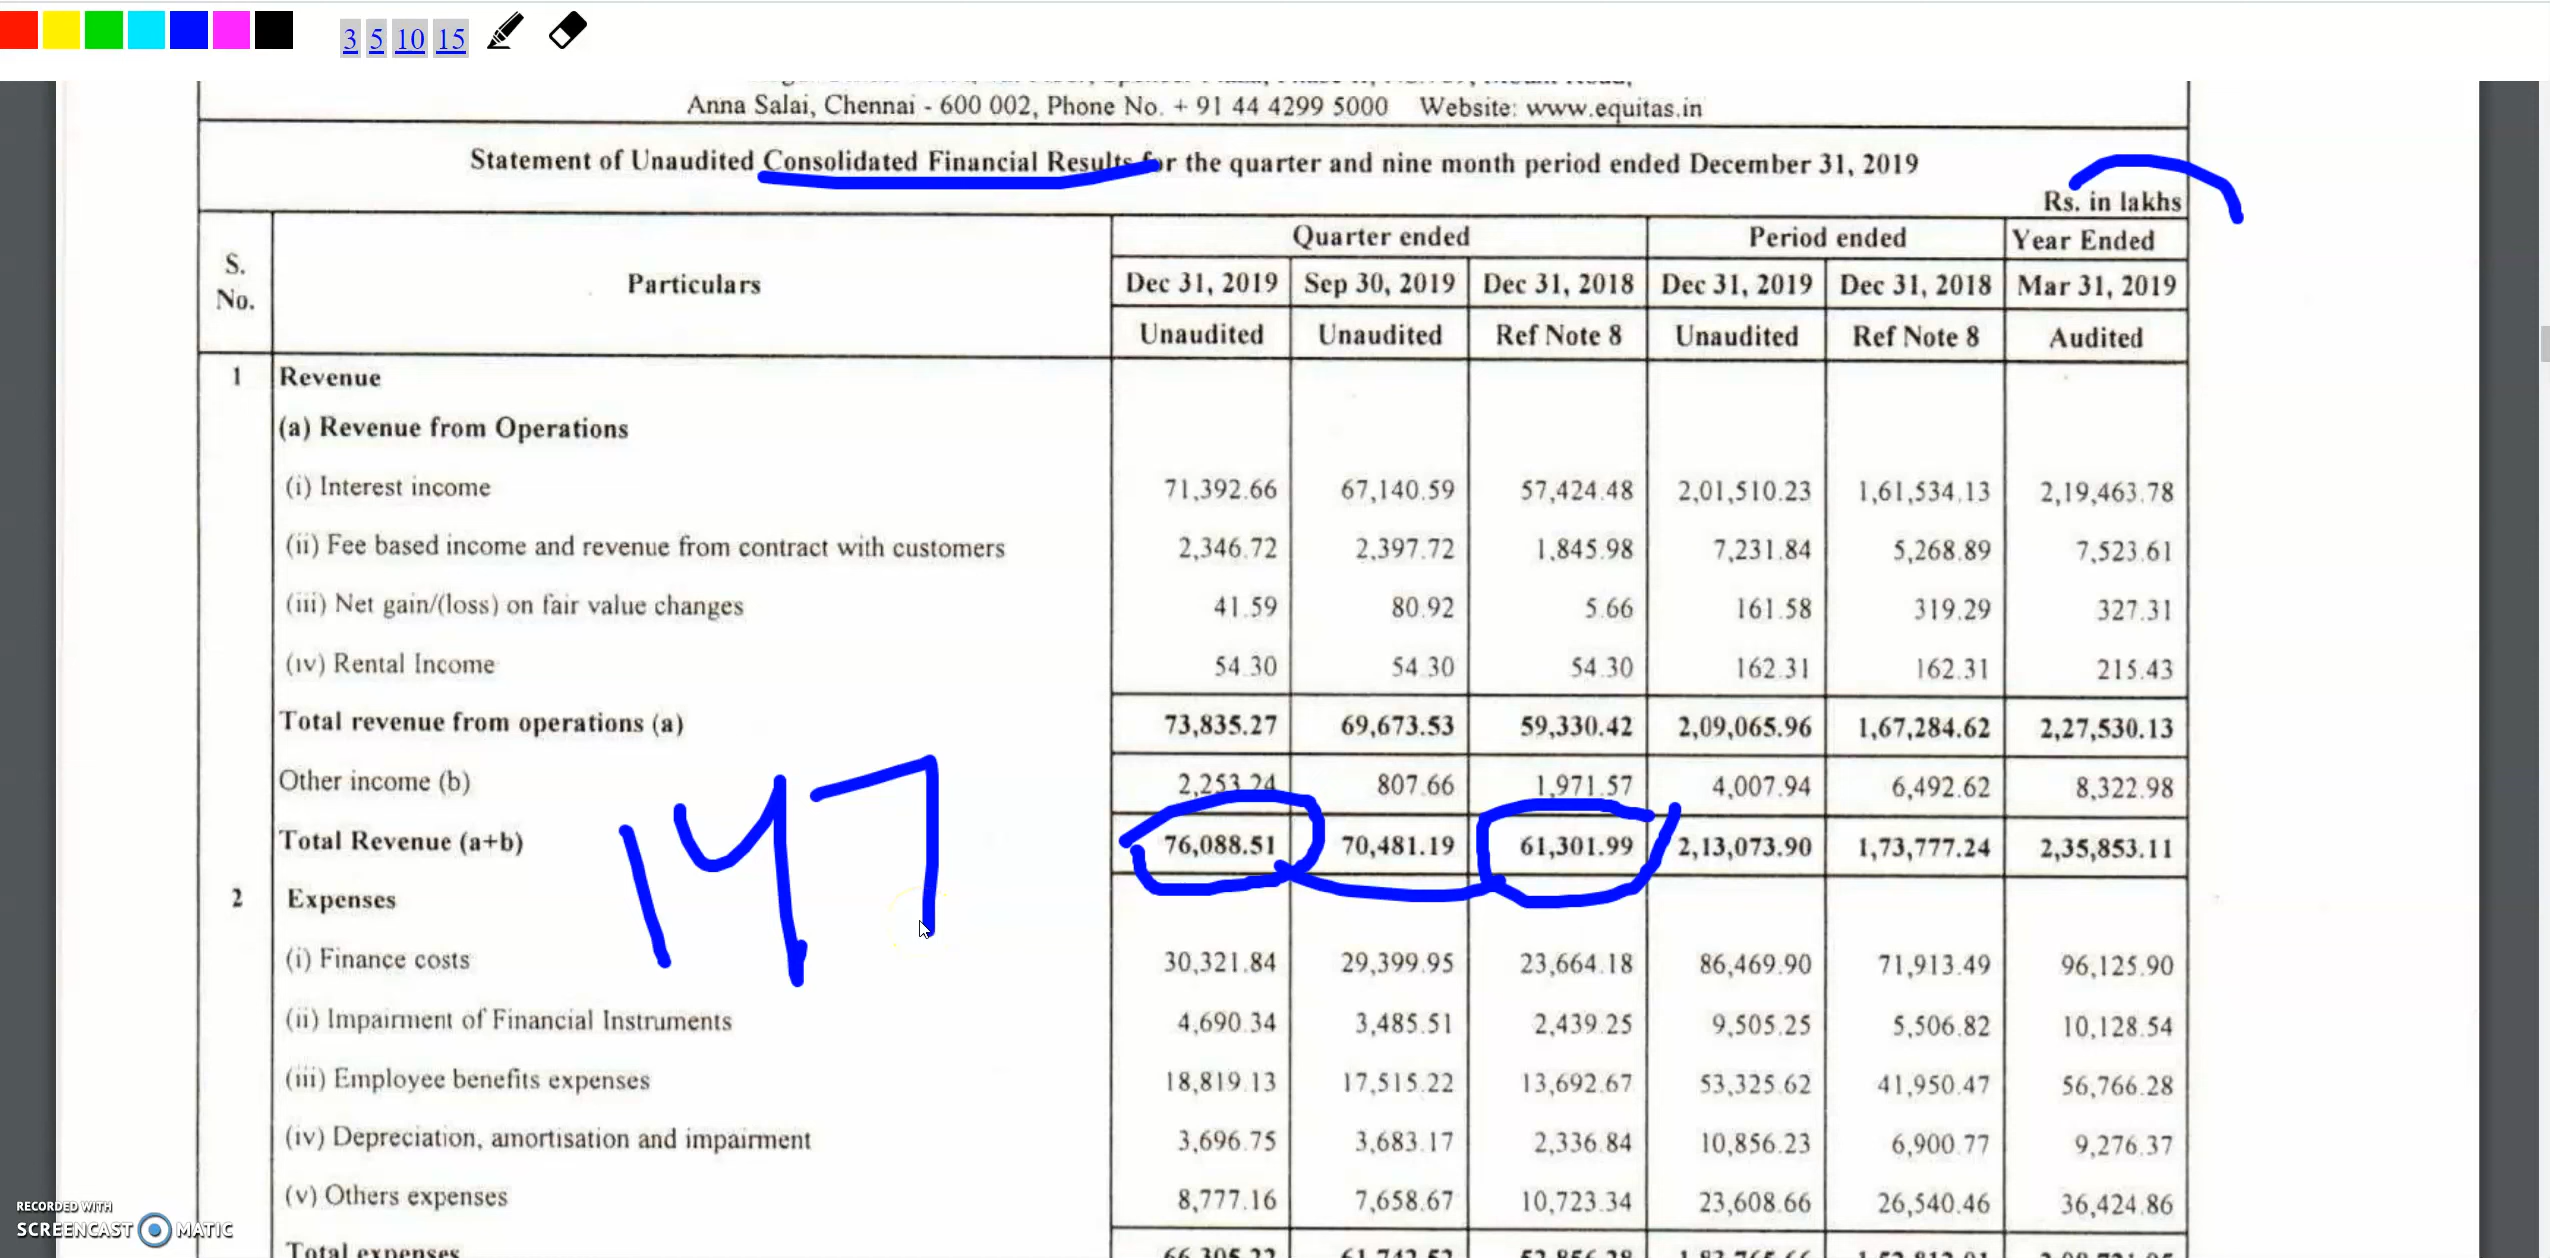 3 5 10 15
Anna Salai, Chennai - 600 002, Phone No. + 91 44 4299 5000 Website: www.equitas.in
Statement of Unaudited Consolidated Financial Results for the quarter and nine month period ended December 31, 2019
Rs. in lakhs
S. No. Particulars Quarter ended Period ended Year Ended
Dec 31, 2019 Sep 30, 2019 Dec 31, 2018 Dec 31, 2019 Dec 31, 2018 Mar 31, 2019
Unaudited Unaudited Ref Note 8 Unaudited Ref Note 8 Audited
1 Revenue
(a) Revenue from Operations
(i) Interest income 71,392.66 67,140.59 57,424.48 2,01,510.23 1,61,534.13 2,19,463.78
(ii) Fee based income and revenue from contract with customers 2,346.72 2,397.72 1,845.98 7,231.84 5,268.89 7,523.61
(iii) Net gain/(loss) on fair value changes 41.59 80.92 5.66 161.58 319.29 327.31
(iv) Rental Income 54.30 54.30 54.30 162.31 162.31 215.43
Total revenue from operations (a) 73,835.27 69,673.53 59,330.42 2,09,065.96 1,67,284.62 2,27,530.13
Other income (b) 2,253.24 807.66 1,971.57 4,007.94 6,492.62 8,322.98
Total Revenue (a+b) 76,088.51 70,481.19 61,301.99 2,13,073.90 1,73,777.24 2,35,853.11
147
2 Expenses
(i) Finance costs 30,321.84 29,399.95 23,664.18 86,469.90 71,913.49 96,125.90
(ii) Impairment of Financial Instruments 4,690.34 3,485.51 2,439.25 9,505.25 5,506.82 10,128.54
(iii) Employee benefits expenses 18,819.13 17,515.22 13,692.67 53,325.62 41,950.47 56,766.28
(iv) Depreciation, amortisation and impairment 3,696.75 3,683.17 2,336.84 10,856.23 6,900.77 9,276.37
(v) Others expenses 8,777.16 7,658.67 10,723.34 23,608.66 26,540.46 36,424.86
Total expenses
RECORDED WITH
SCREENCAST MATIC